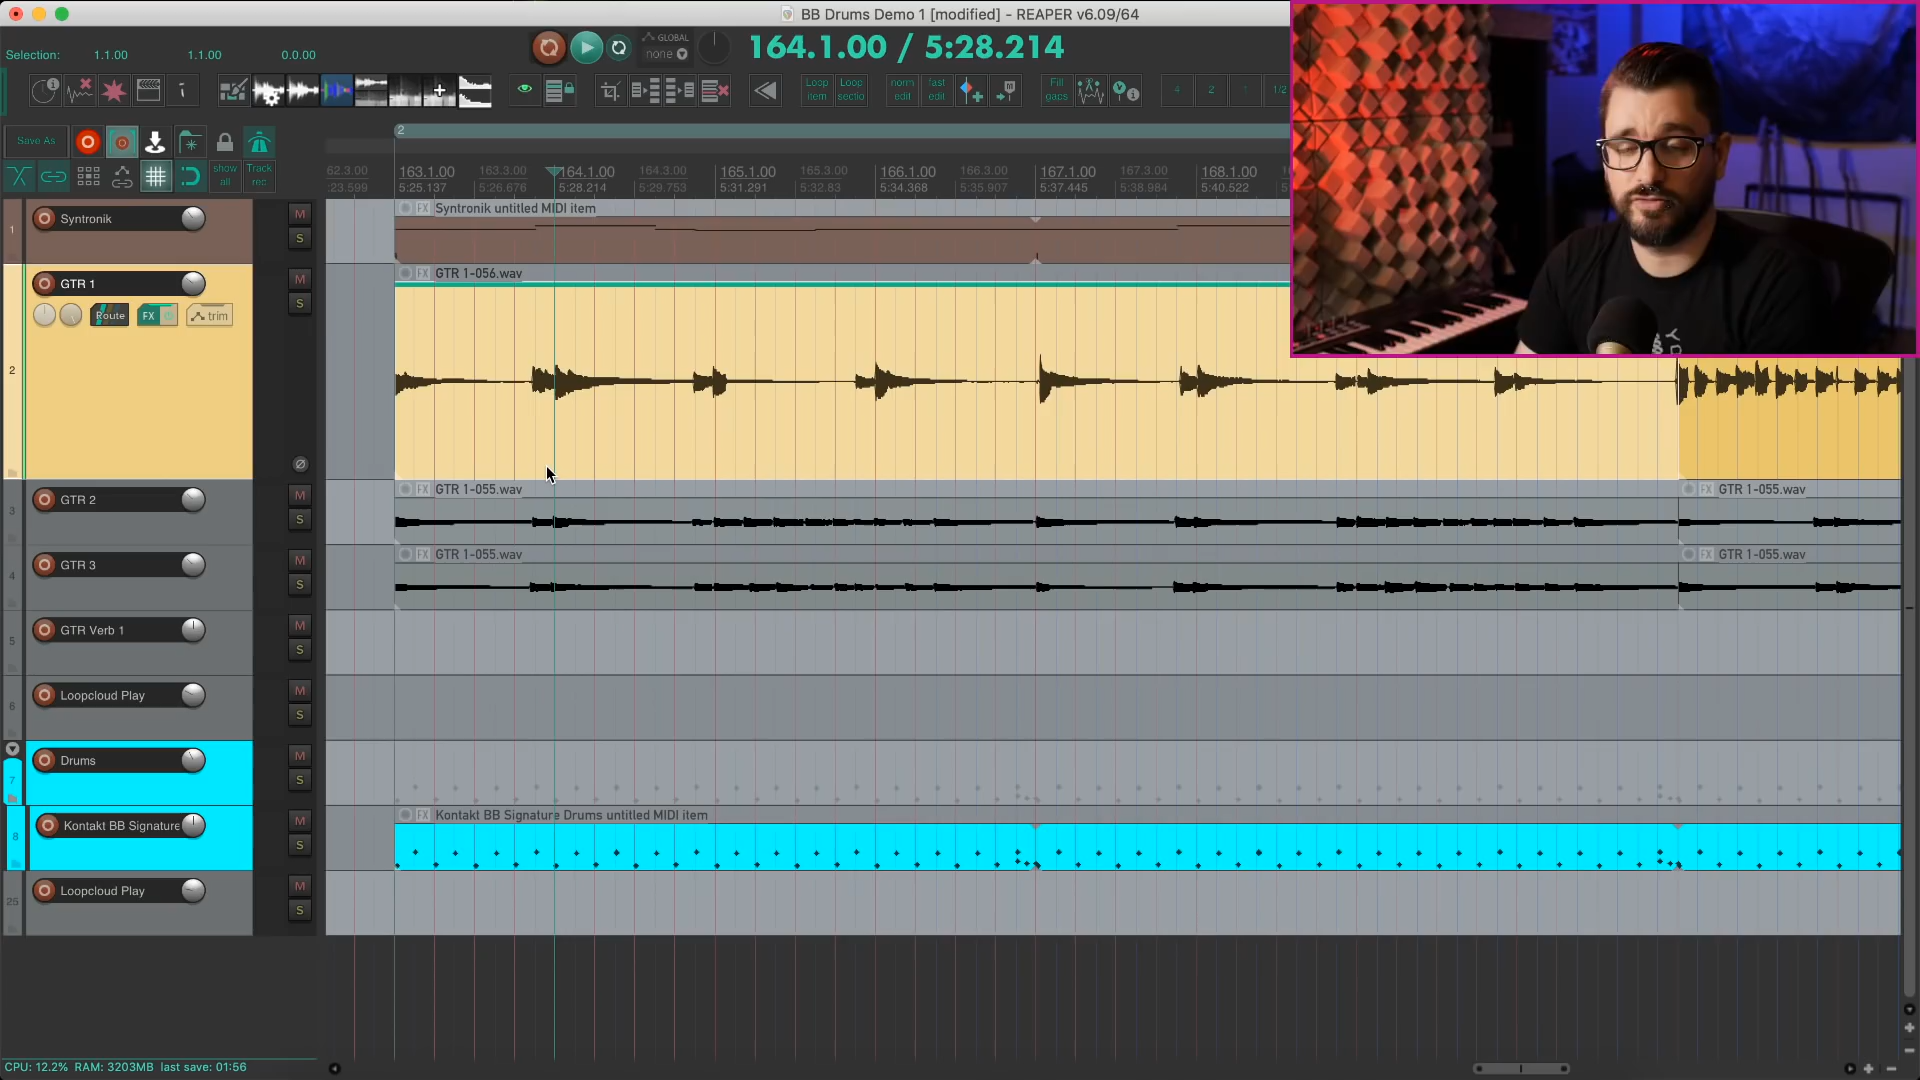 BB Drums Demo 1 [modified] - REAPER v6.09/64
Selection: 1.1.00 1.1.00 0.0.00
GLOBAL
none
164.1.00 / 5:28.214
Loop item
Loop sectio
norm edit
fast edit
Fill gaps
4 2 1 1/2
Save As
show all
Track rec
2
62.3.00 163.1.00 163.3.00 164.1.00 164.3.00 165.1.00 165.3.00 166.1.00 166.3.00 167.1.00 167.3.00 168.1.00
:23.599 5:25.137 5:26.676 5:28.214 5:29.753 5:31.291 5:32.83 5:34.368 5:35.907 5:37.445 5:38.984 5:40.522
1 Syntronik M S
FX Syntronik untitled MIDI item
2 GTR 1 M S
Route FX trim
FX GTR 1-056.wav
3 GTR 2 M S
FX GTR 1-055.wav FX GTR 1-055.wav
4 GTR 3 M S
FX GTR 1-055.wav FX GTR 1-055.wav
5 GTR Verb 1 M S
6 Loopcloud Play M S
7 Drums M S
8 Kontakt BB Signature M S
FX Kontakt BB Signature Drums untitled MIDI item
25 Loopcloud Play M S
CPU: 12.2% RAM: 3203MB last save: 01:56